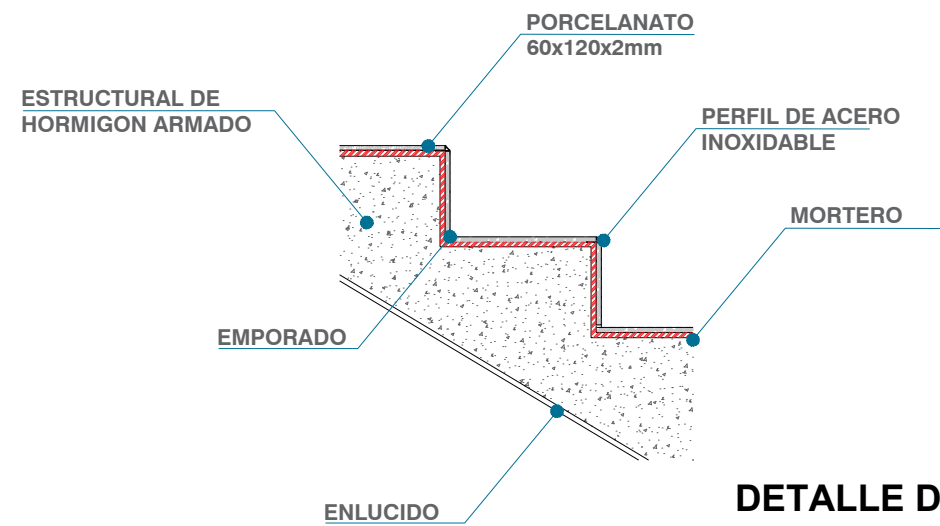 PORCELANATO
60x120x2mm
ESTRUCTURAL DE
HORMIGON ARMADO
PERFIL DE ACERO
INOXIDABLE
MORTERO
EMPORADO
ENLUCIDO
DETALLE D